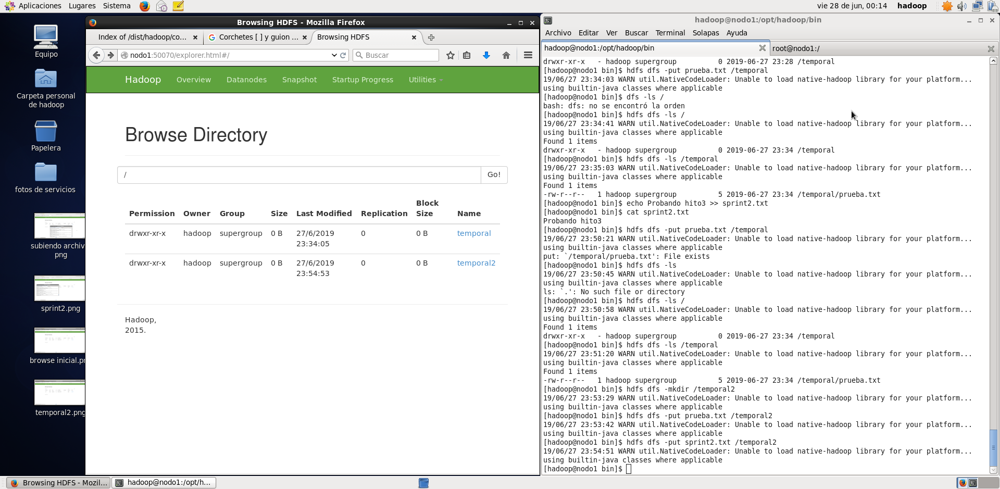 Aplicaciones Lugares Sistema
vie 28 de jun, 00:14 hadoop
Equipo
Carpeta personal
de hadoop
Papelera
fotos de servicios
subiendo archiv
png
sprint2.png
browse inicial.pr
temporal2.png
Browsing HDFS - Mozilla Firefox
Index of /dist/hadoop/co...
Corchetes [ ] y guion ...
Browsing HDFS
nodo1:50070/explorer.html#/
Buscar
Hadoop Overview Datanodes Snapshot Startup Progress Utilities
Browse Directory
/
Go!
Permission Owner Group Size Last Modified Replication Block Size Name
drwxr-xr-x hadoop supergroup 0 B 27/6/2019 23:34:05 0 0 B temporal
drwxr-xr-x hadoop supergroup 0 B 27/6/2019 23:54:53 0 0 B temporal2
Hadoop,
2015.
hadoop@nodo1:/opt/hadoop/bin
Archivo Editar Ver Buscar Terminal Solapas Ayuda
hadoop@nodo1:/opt/hadoop/bin
root@nodo1:/
drwxr-xr-x   - hadoop supergroup          0 2019-06-27 23:28 /temporal
[hadoop@nodo1 bin]$ hdfs dfs -put prueba.txt /temporal
19/06/27 23:34:03 WARN util.NativeCodeLoader: Unable to load native-hadoop library for your platform...
using builtin-java classes where applicable
[hadoop@nodo1 bin]$ dfs -ls /
bash: dfs: no se encontró la orden
[hadoop@nodo1 bin]$ hdfs dfs -ls /
19/06/27 23:34:41 WARN util.NativeCodeLoader: Unable to load native-hadoop library for your platform...
using builtin-java classes where applicable
Found 1 items
drwxr-xr-x   - hadoop supergroup          0 2019-06-27 23:34 /temporal
[hadoop@nodo1 bin]$ hdfs dfs -ls /temporal
19/06/27 23:35:03 WARN util.NativeCodeLoader: Unable to load native-hadoop library for your platform...
using builtin-java classes where applicable
Found 1 items
-rw-r--r--   1 hadoop supergroup          5 2019-06-27 23:34 /temporal/prueba.txt
[hadoop@nodo1 bin]$ echo Probando hito3 >> sprint2.txt
[hadoop@nodo1 bin]$ cat sprint2.txt
Probando hito3
[hadoop@nodo1 bin]$ hdfs dfs -put prueba.txt /temporal
19/06/27 23:50:21 WARN util.NativeCodeLoader: Unable to load native-hadoop library for your platform...
using builtin-java classes where applicable
put: `/temporal/prueba.txt': File exists
[hadoop@nodo1 bin]$ hdfs dfs -ls
19/06/27 23:50:45 WARN util.NativeCodeLoader: Unable to load native-hadoop library for your platform...
using builtin-java classes where applicable
ls: `.': No such file or directory
[hadoop@nodo1 bin]$ hdfs dfs -ls /
19/06/27 23:50:58 WARN util.NativeCodeLoader: Unable to load native-hadoop library for your platform...
using builtin-java classes where applicable
Found 1 items
drwxr-xr-x   - hadoop supergroup          0 2019-06-27 23:34 /temporal
[hadoop@nodo1 bin]$ hdfs dfs -ls /temporal
19/06/27 23:51:20 WARN util.NativeCodeLoader: Unable to load native-hadoop library for your platform...
using builtin-java classes where applicable
Found 1 items
-rw-r--r--   1 hadoop supergroup          5 2019-06-27 23:34 /temporal/prueba.txt
[hadoop@nodo1 bin]$ hdfs dfs -mkdir /temporal2
19/06/27 23:53:29 WARN util.NativeCodeLoader: Unable to load native-hadoop library for your platform...
using builtin-java classes where applicable
[hadoop@nodo1 bin]$ hdfs dfs -put prueba.txt /temporal2
19/06/27 23:53:42 WARN util.NativeCodeLoader: Unable to load native-hadoop library for your platform...
using builtin-java classes where applicable
[hadoop@nodo1 bin]$ hdfs dfs -put sprint2.txt /temporal2
19/06/27 23:54:51 WARN util.NativeCodeLoader: Unable to load native-hadoop library for your platform...
using builtin-java classes where applicable
[hadoop@nodo1 bin]$
Browsing HDFS - Mozil...
hadoop@nodo1:/opt/h...